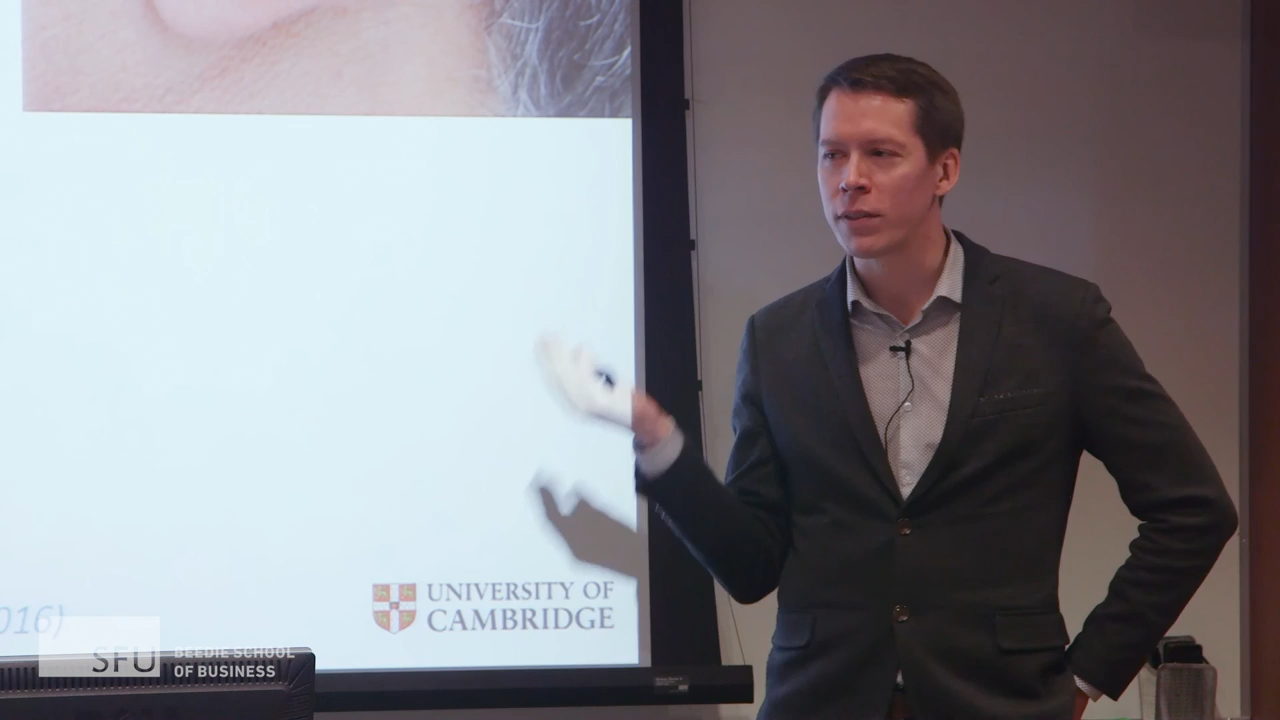 UNIVERSITY OF
CAMBRIDGE
016)
SFU
BEEDIE SCHOOL
OF BUSINESS